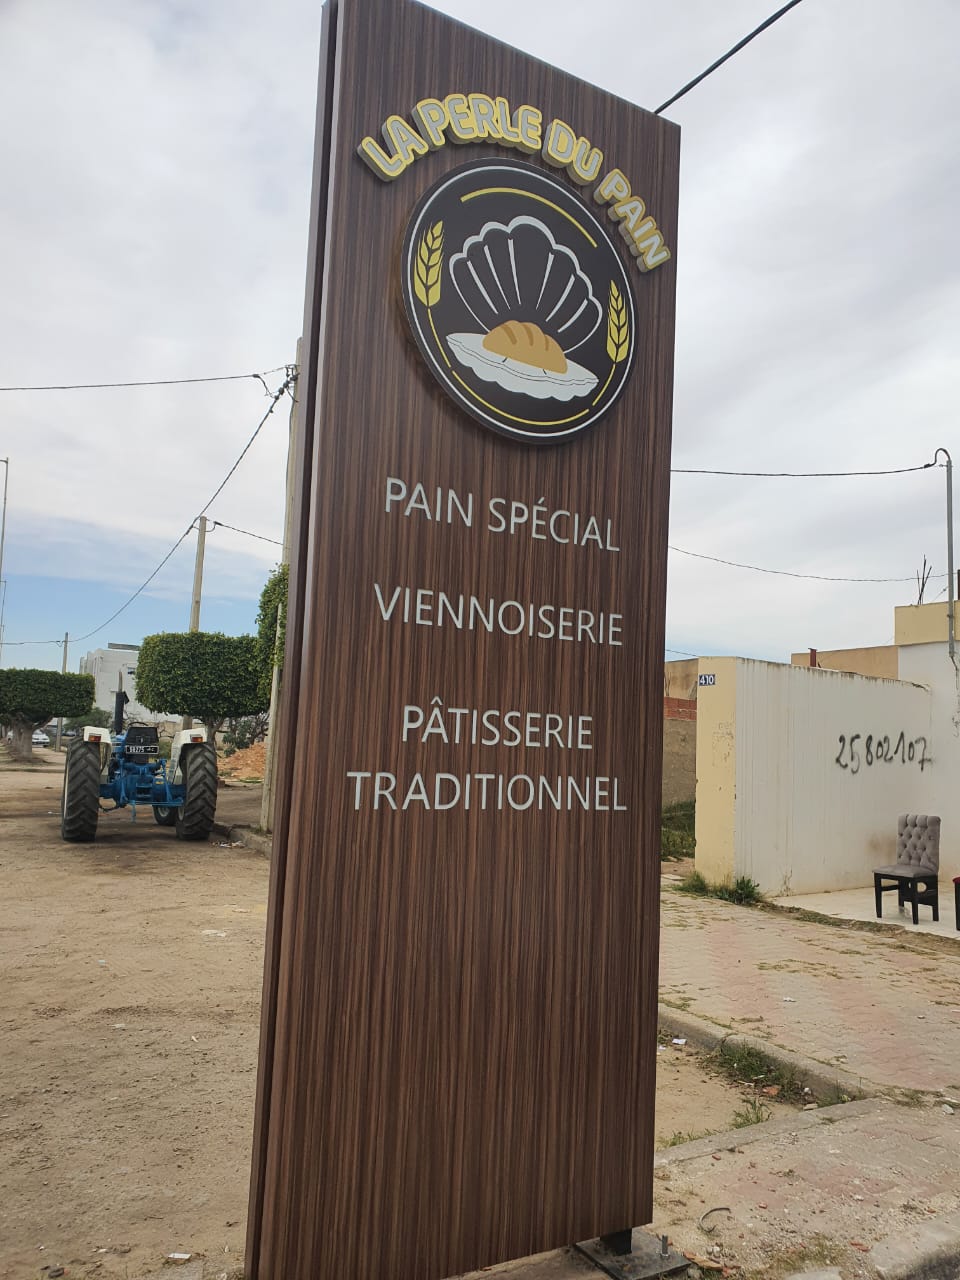 LA PERLE DU PAIN
PAIN SPÉCIAL
VIENNOISERIE
PÂTISSERIE
TRADITIONNEL
410
25802107